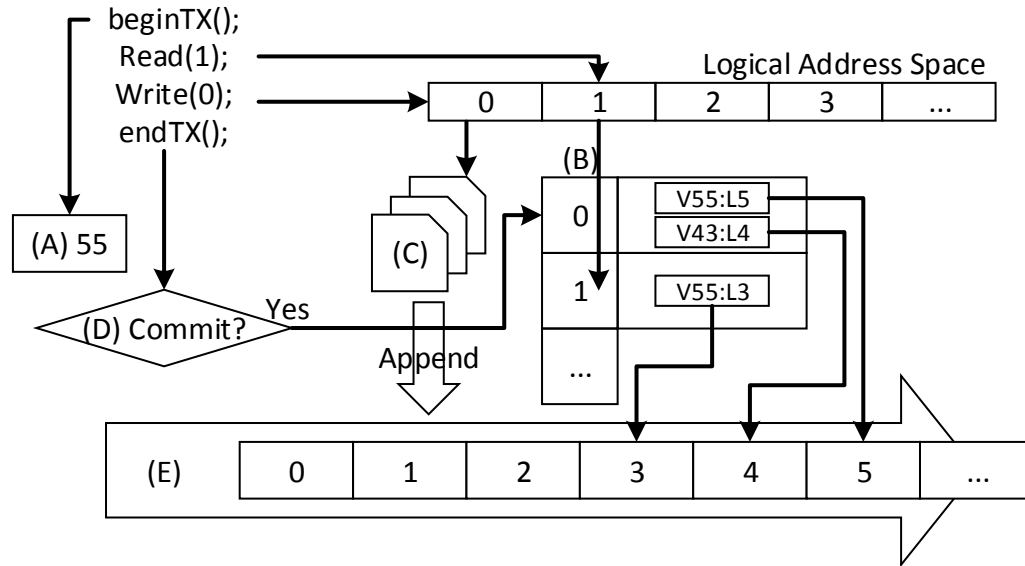 beginTX();
Read(1);
Write(0);
endTX();
Logical Address Space
0 1 2 3 ...
(B)
(A) 55
(C)
0 V55:L5
V43:L4
1 V55:L3
...
(D) Commit?
Yes
Append
(E) 0 1 2 3 4 5 ...